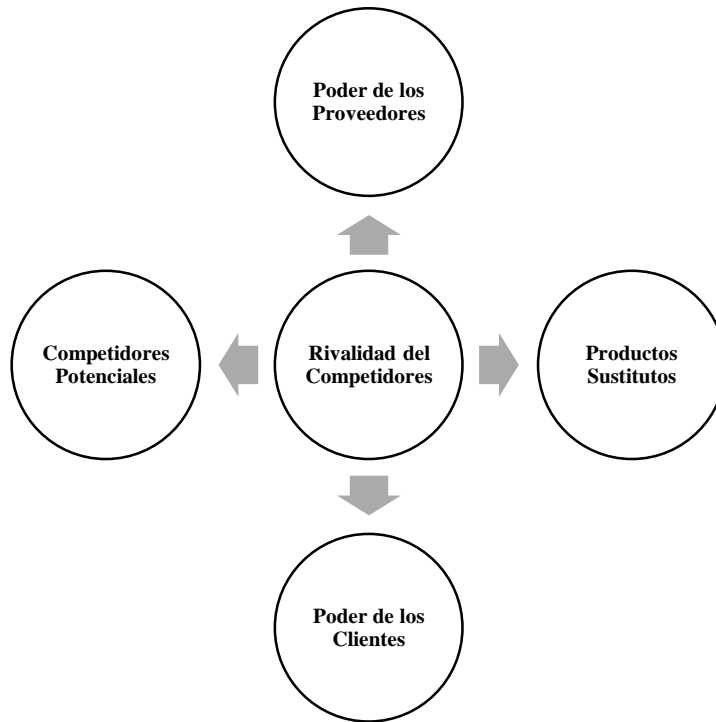 Poder de los
Proveedores
Competidores
Potenciales
Rivalidad del
Competidores
Productos
Sustitutos
Poder de los
Clientes